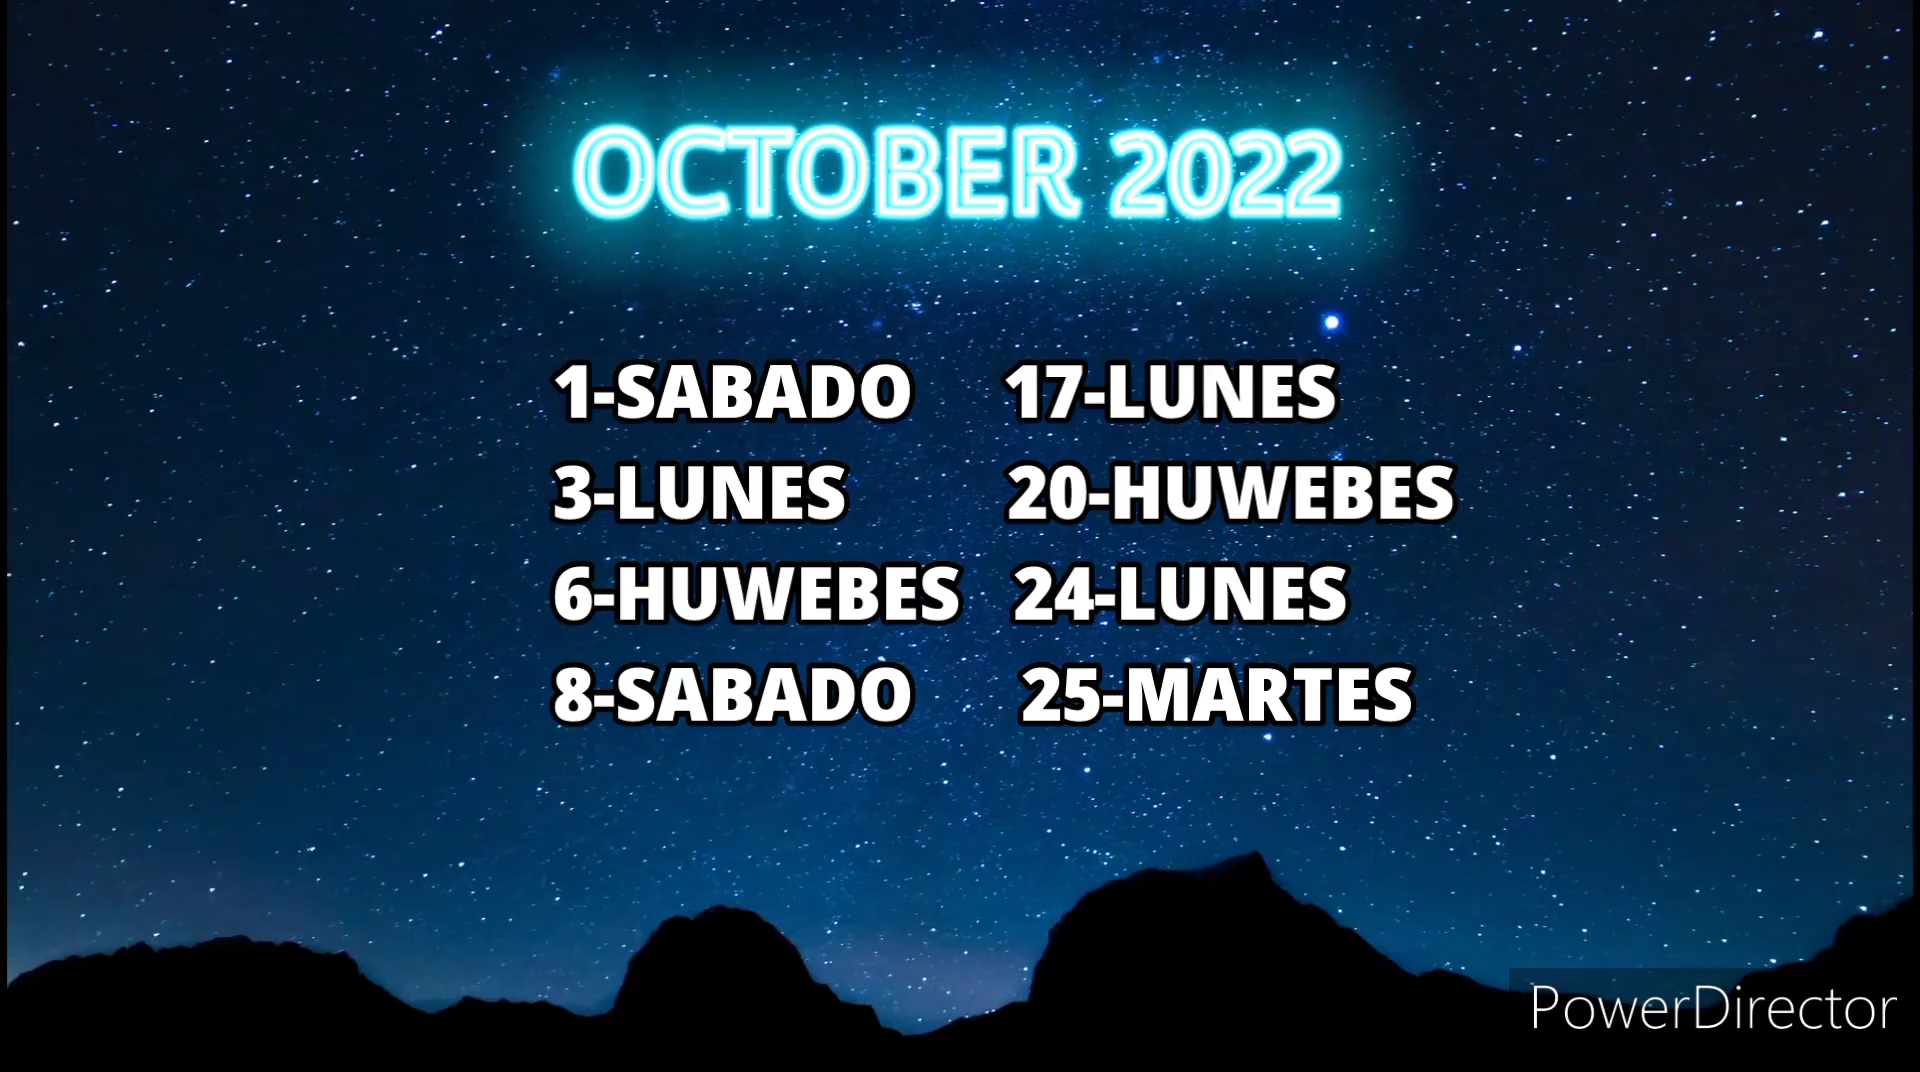 OCTOBER 2022
1-SABADO 17-LUNES
3-LUNES 20-HUWEBES
6-HUWEBES 24-LUNES
8-SABADO 25-MARTES
PowerDirector